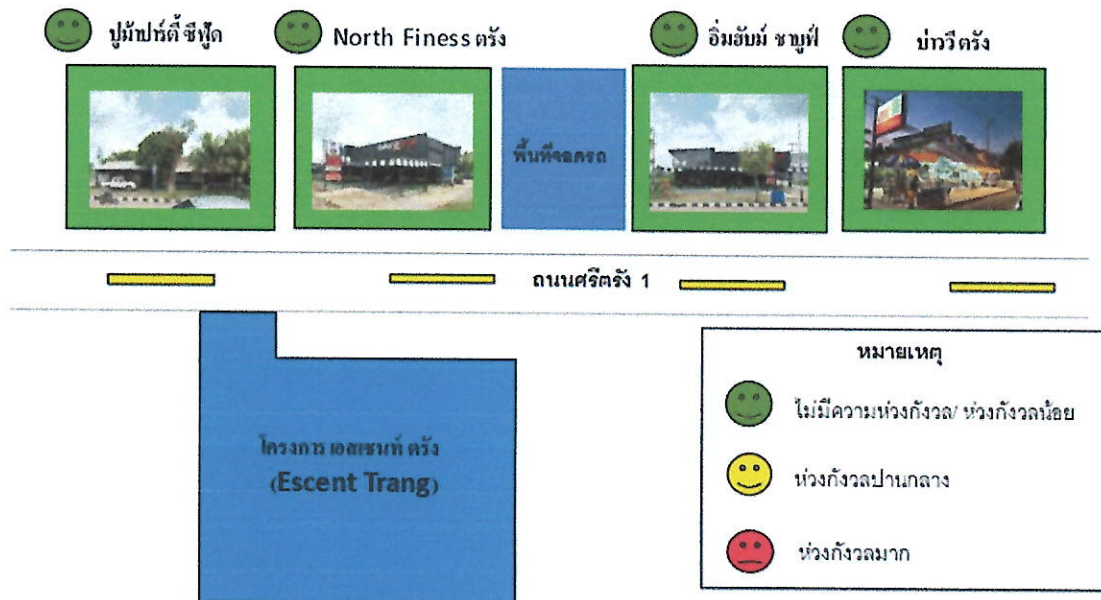 ปูม้าปาร์ตี้ ซีฟู้ด
North Finess ตรัง
อิ่มฮับม์ ชาบูฟ์
บ่าววี ตรัง
พื้นที่จอดรถ
ถนนศรีตรัง 1
โครงการ เอสเซนท์ ตรัง
(Escent Trang)
หมายเหตุ
ไม่มีความห่วงกังวล/ ห่วงกังวลน้อย
ห่วงกังวลปานกลาง
ห่วงกังวลมาก